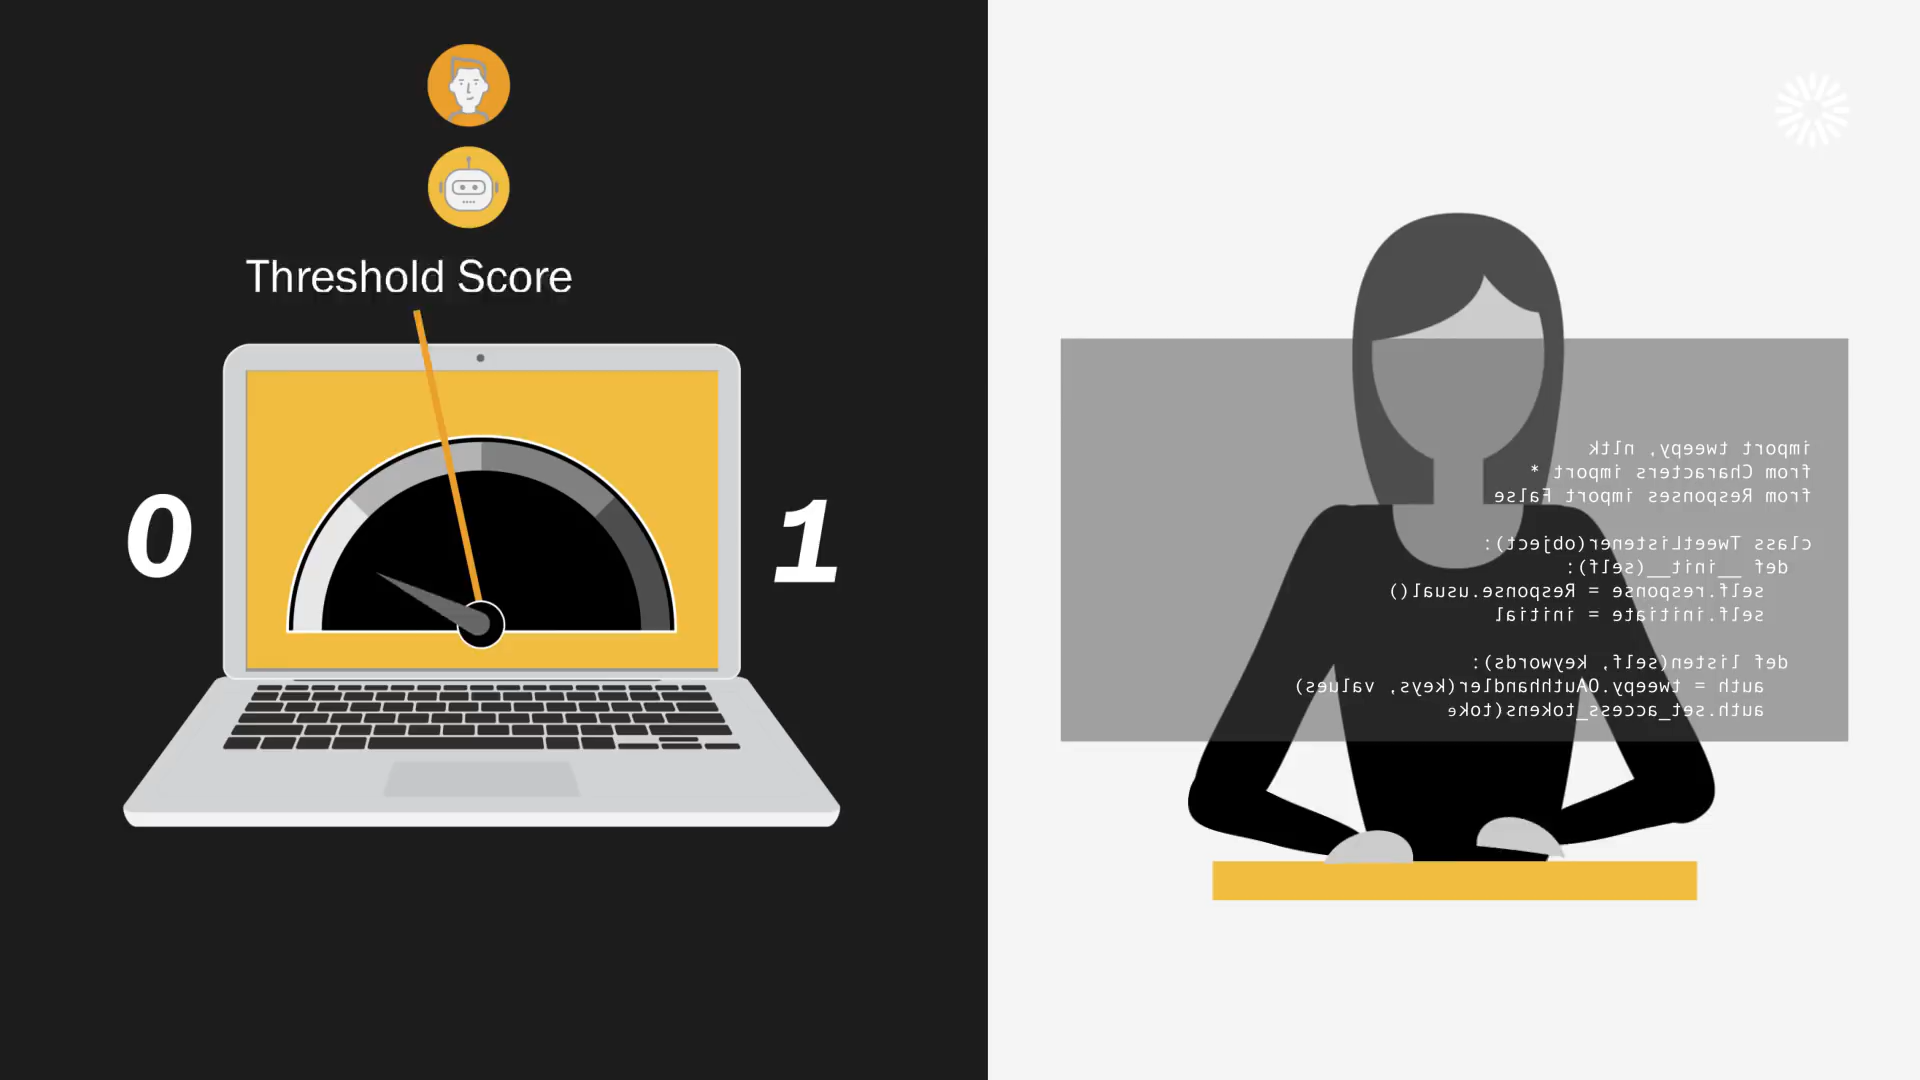 Threshold Score
0
1
import tweepy, nltk
from Characters import *
from Responses import False
class TweetListener(object):
def __init__(self):
self.response = Response.usual()
self.initiate = initial
def listen(self, keywords):
auth = tweepy.OAuthhandler(keys, values)
auth.set_access_tokens(toke